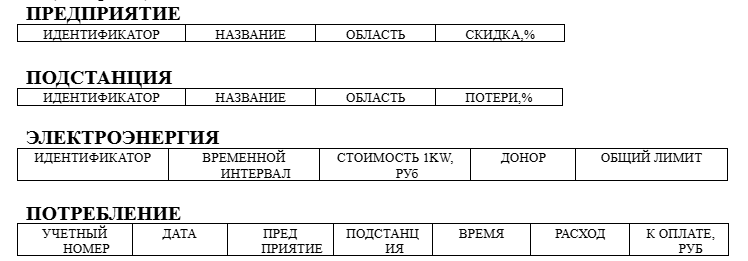 ПРЕДПРИЯТИЕ
ИДЕНТИФИКАТОР НАЗВАНИЕ ОБЛАСТЬ СКИДКА,%
ПОДСТАНЦИЯ
ИДЕНТИФИКАТОР НАЗВАНИЕ ОБЛАСТЬ ПОТЕРИ,%
ЭЛЕКТРОЭНЕРГИЯ
ИДЕНТИФИКАТОР ВРЕМЕННОЙ СТОИМОСТЬ 1KW, ДОНОР ОБЩИЙ ЛИМИТ
ИНТЕРВАЛ РУб
ПОТРЕБЛЕНИЕ
УЧЕТНЫЙ ДАТА ПРЕД ПОДСТАНЦ ВРЕМЯ РАСХОД К ОПЛАТЕ,
НОМЕР ПРИЯТИЕ ИЯ РУБ